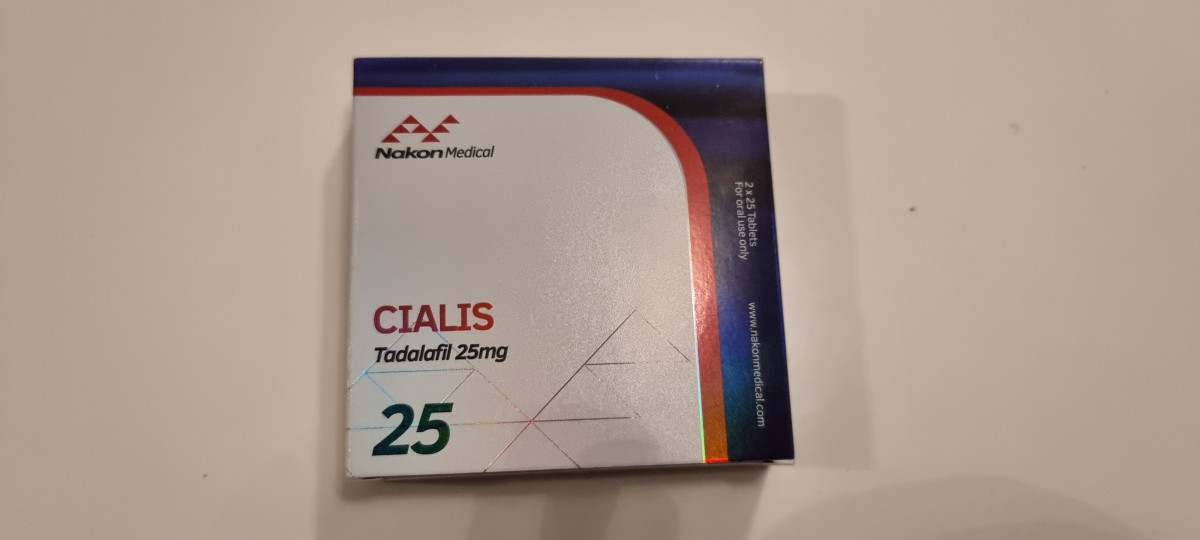 Nakon Medical
CIALIS
Tadalafil 25mg
25
2 x 25 Tablets
For oral use only
www.nakonmedical.com